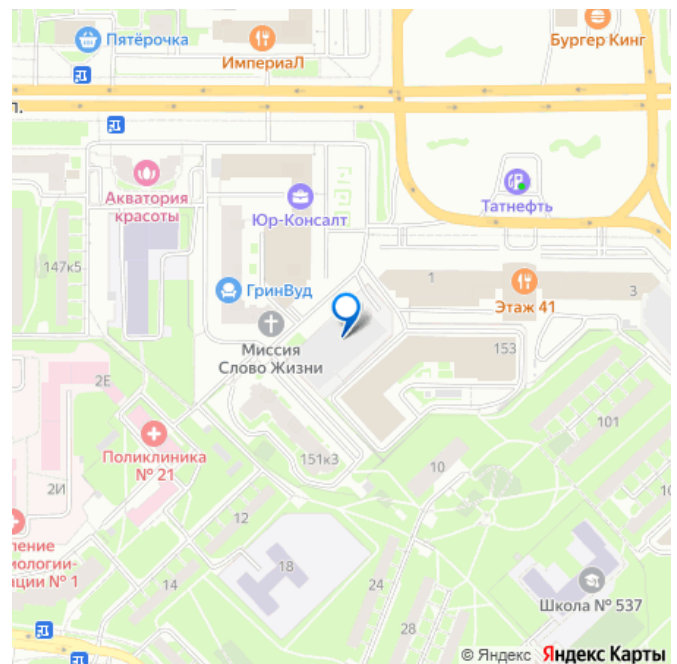 Пятёрочка
ИмпериаЛ
Бургер Кинг
л.
Акватория
красоты
Юр-Консалт
Татнефть
147к5
ГринВуд
1
Этаж 41
3
Миссия
Слово Жизни
153
2Е
101
Поликлиника
№ 21
151к3
10
10
2И
12
ление
иологии-
ации № 1
18
14
24
Школа № 537
28
© Яндекс Яндекс Карты